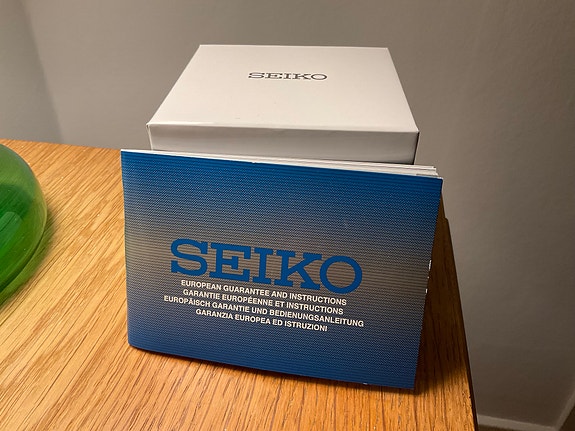 SEIKO
SEIKO
EUROPEAN GUARANTEE AND INSTRUCTIONS
GARANTIE EUROPÉENNE ET INSTRUCTIONS
EUROPÄISCH GARANTIE UND BEDIENUNGSANLEITUNG
GARANZIA EUROPEA ED ISTRUZIONI